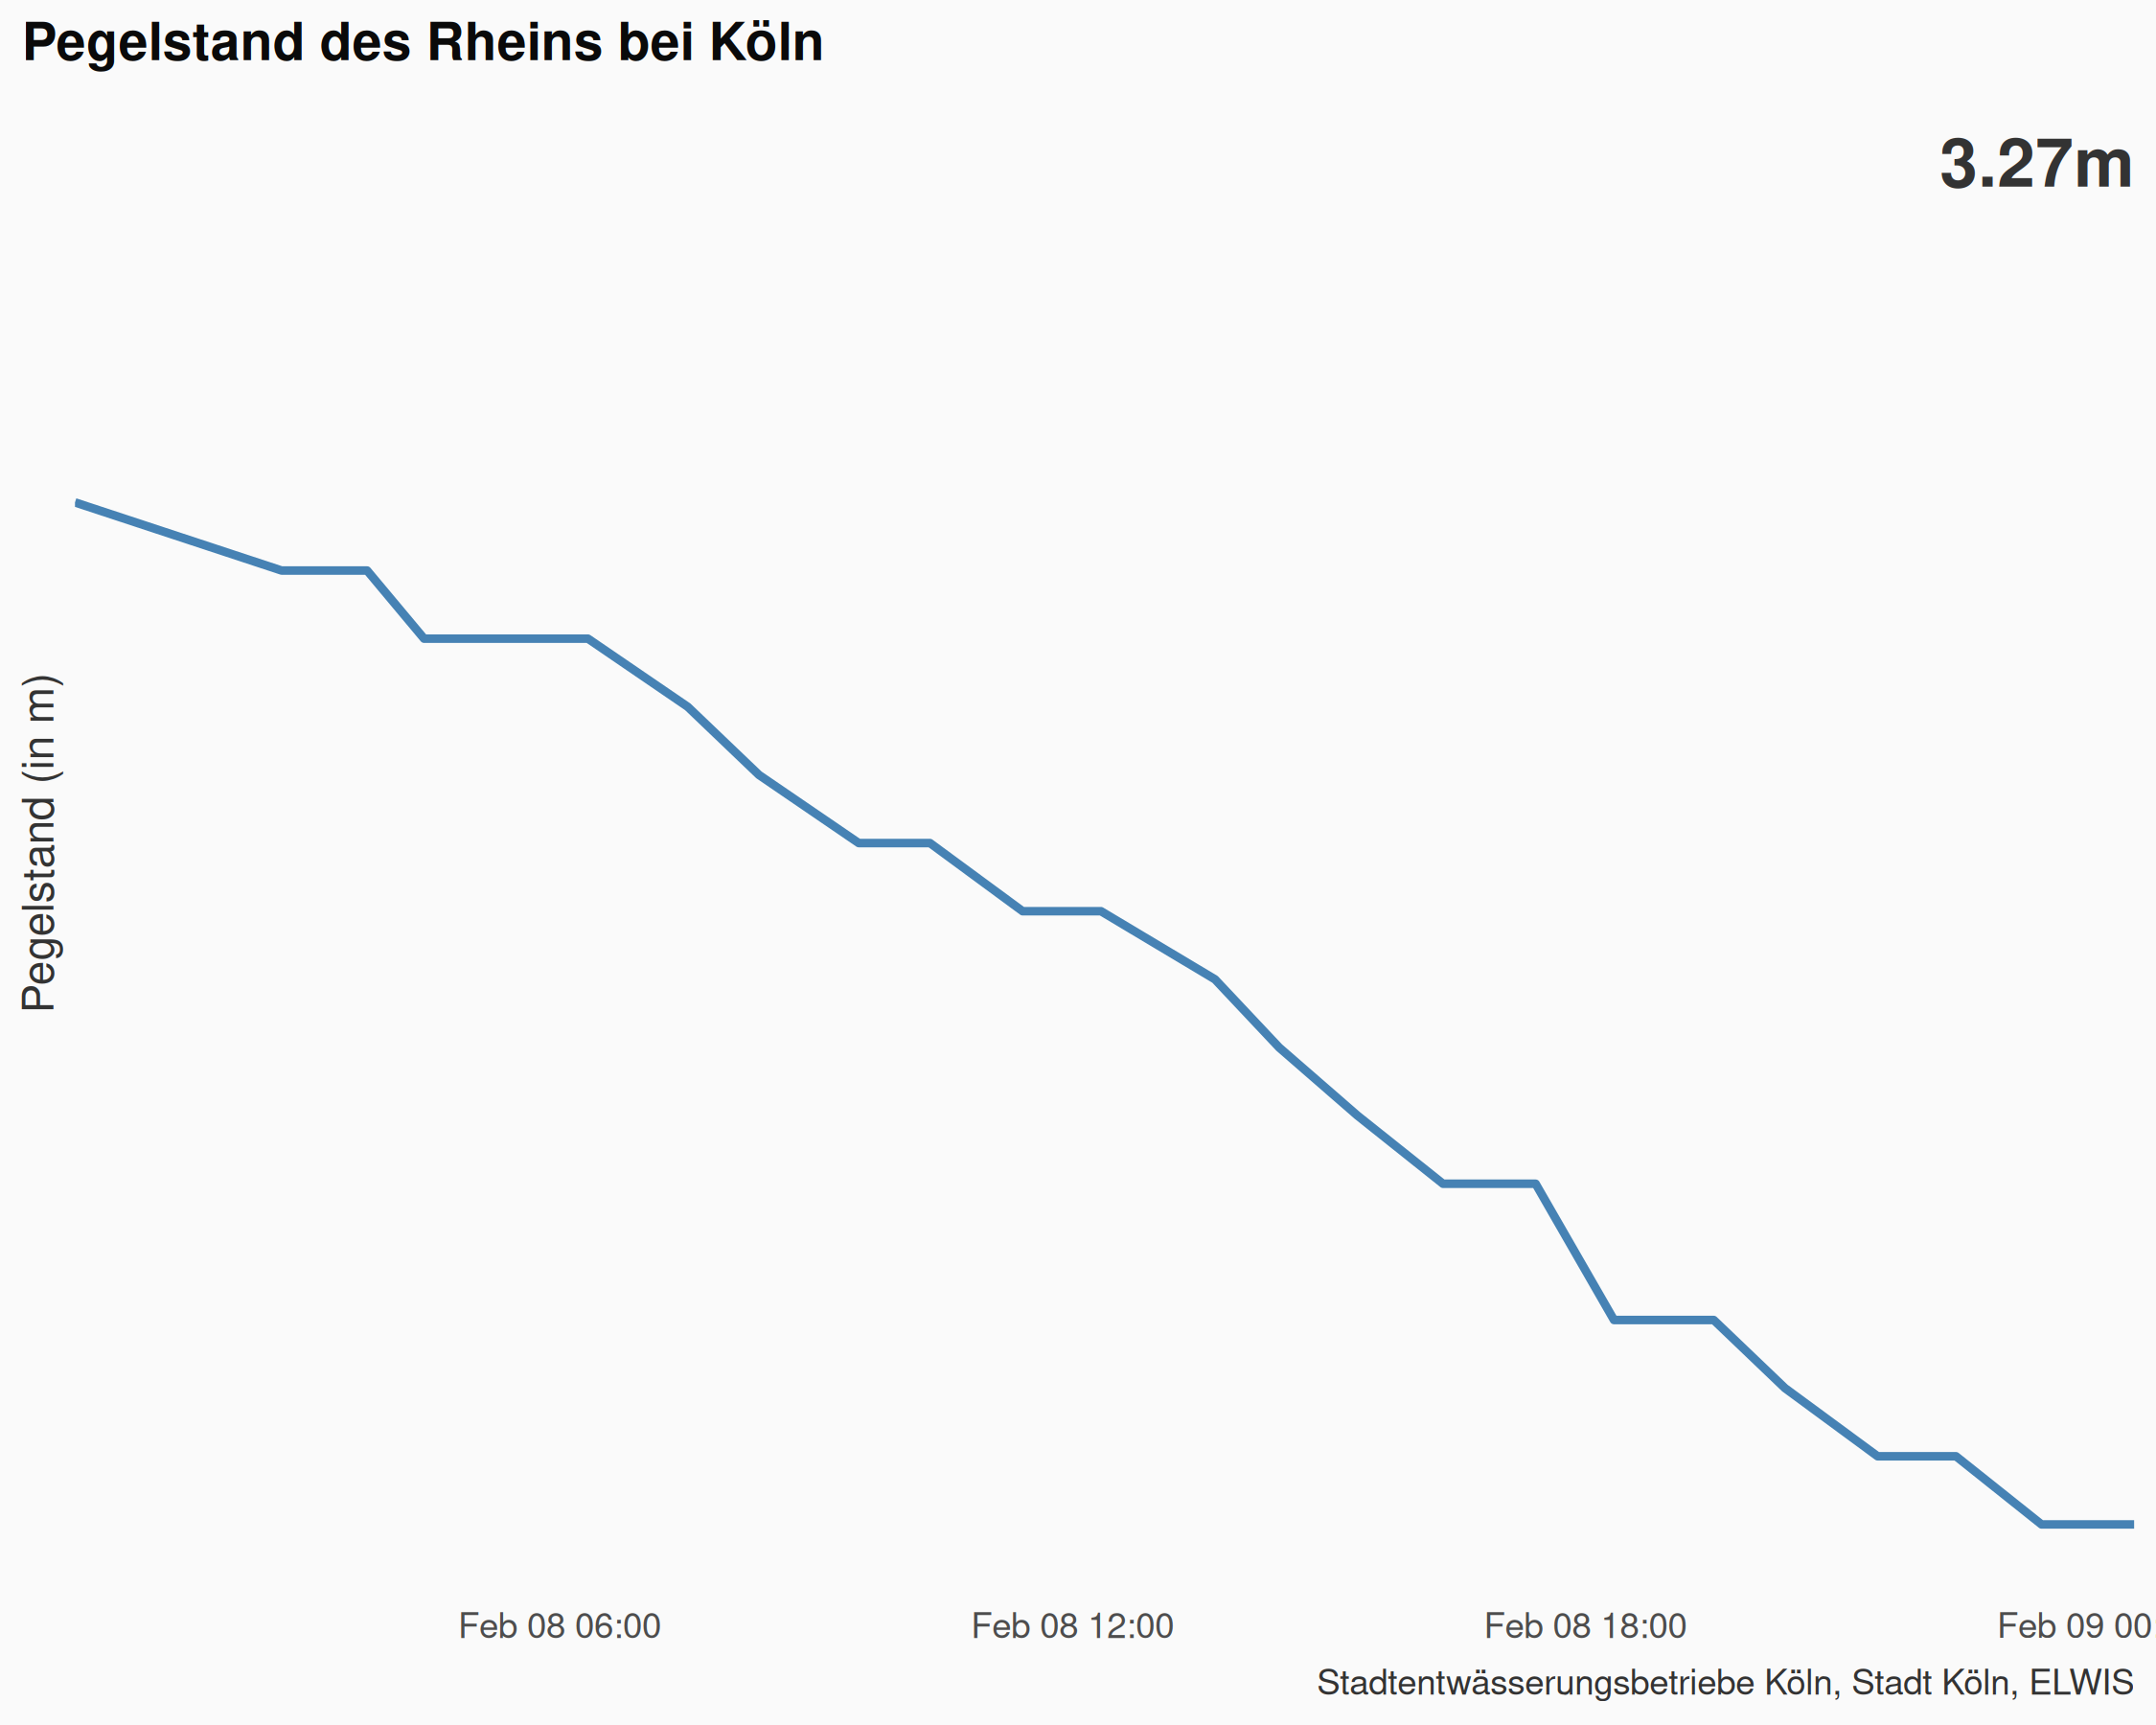 Pegelstand des Rheins bei Köln
3.27m
Pegelstand (in m)
Feb 08 06:00
Feb 08 12:00
Feb 08 18:00
Feb 09 00
Stadtentwässerungsbetriebe Köln, Stadt Köln, ELWIS